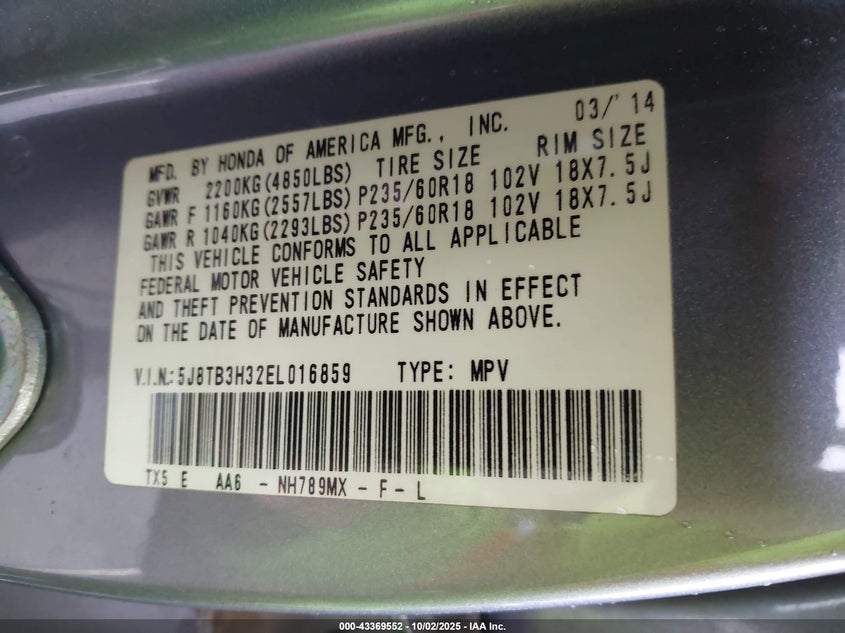 MFD. BY HONDA OF AMERICA MFG., INC. 03/'14
GVWR 2200KG(4850LBS) TIRE SIZE RIM SIZE
GAWR F 1160KG(2557LBS) P235/60R18 102V 18X7.5J
GAWR R 1040KG(2293LBS) P235/60R18 102V 18X7.5J
THIS VEHICLE CONFORMS TO ALL APPLICABLE
FEDERAL MOTOR VEHICLE SAFETY
AND THEFT PREVENTION STANDARDS IN EFFECT
ON THE DATE OF MANUFACTURE SHOWN ABOVE.
V.I.N.: 5J8TB3H32EL016859 TYPE: MPV
TX5 E AA6 - NH789MX - F - L
000-43369552 - 10/02/2025 - IAA Inc.